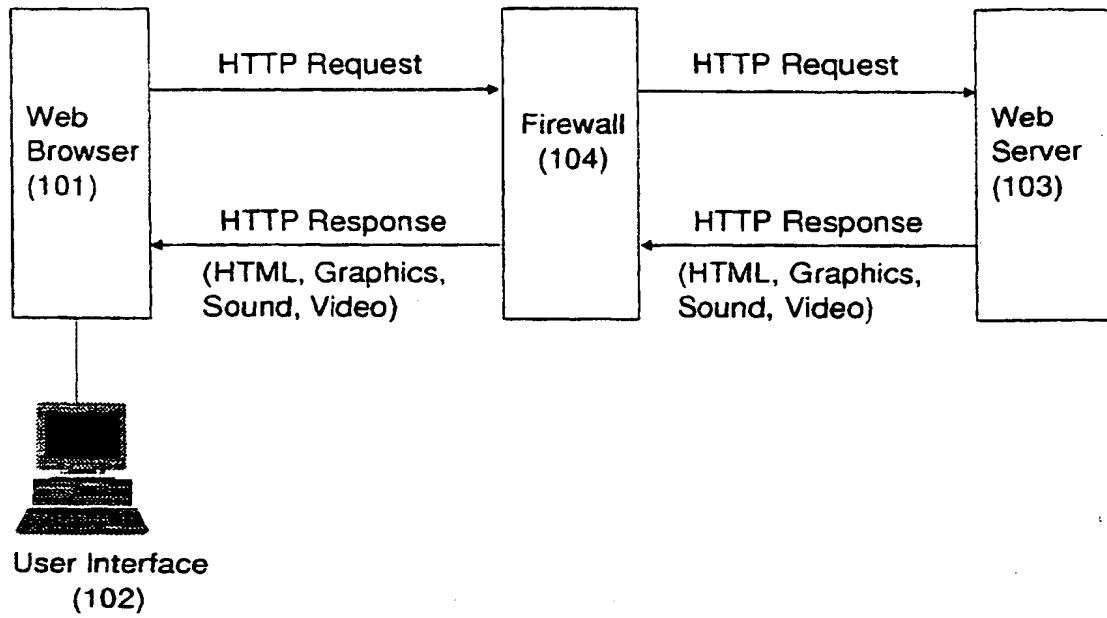 HTTP Request
HTTP Request
Web
Browser
(101)
Firewall
(104)
Web
Server
(103)
HTTP Response
(HTML, Graphics,
Sound, Video)
HTTP Response
(HTML, Graphics,
Sound, Video)
User Interface
(102)